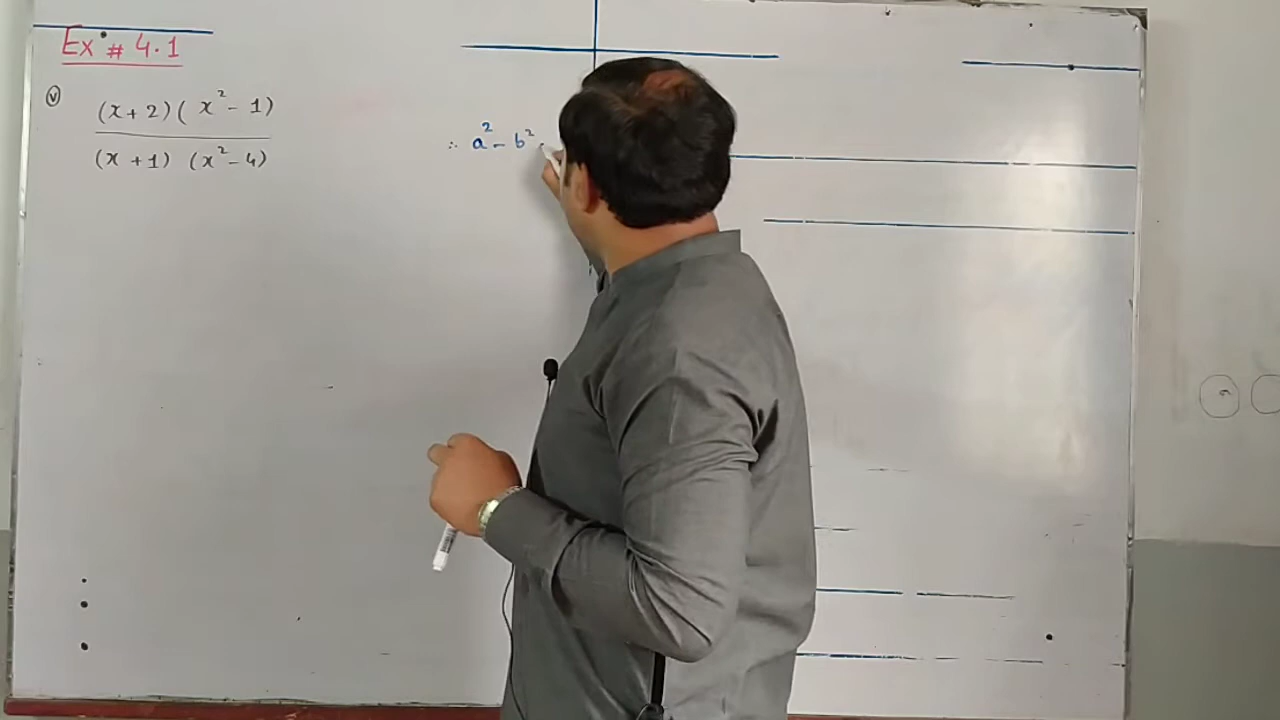 Ex # 4.1
(v) (x+2)(x²-1)
(x+1) (x²-4)
∴ a²-b²